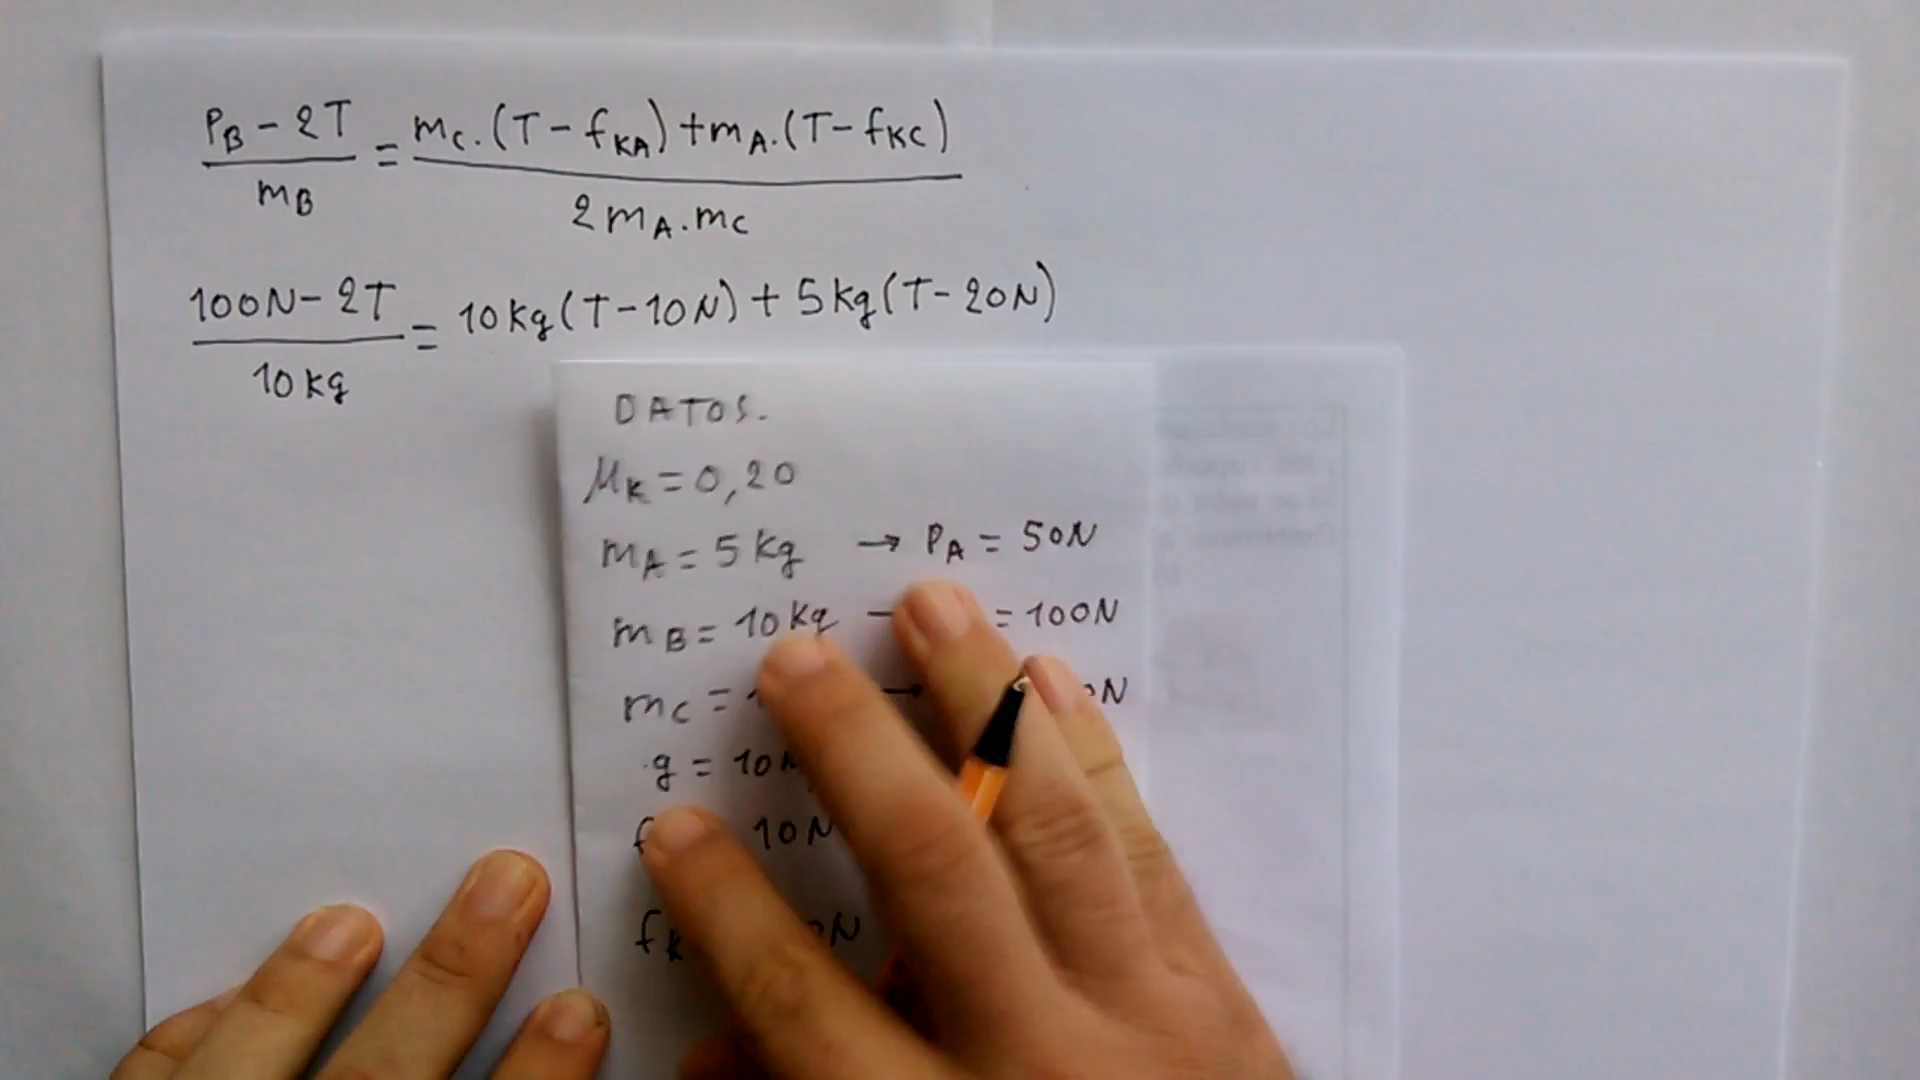 P_B - 2T / m_B = m_C.(T - f_KA) + m_A.(T - f_KC) / 2m_A.m_C
100N - 2T / 10kg = 10kg(T - 10N) + 5kg(T - 20N)
DATOS.
μ_K = 0,20
m_A = 5kg → P_A = 50N
m_B = 10kg = 100N
m_C = → N
g = 10
f 10N
f_K N